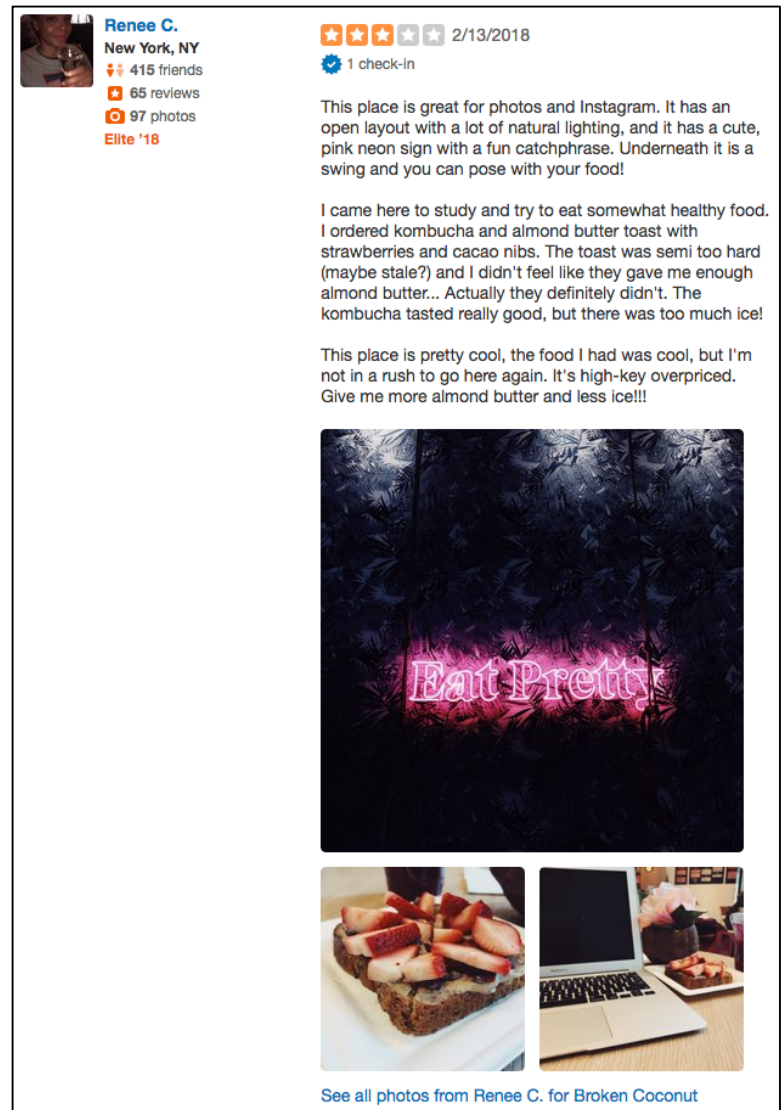 Renee C.
New York, NY
415 friends
65 reviews
97 photos
Elite '18
2/13/2018
1 check-in
This place is great for photos and Instagram. It has an
open layout with a lot of natural lighting, and it has a cute,
pink neon sign with a fun catchphrase. Underneath it is a
swing and you can pose with your food!
I came here to study and try to eat somewhat healthy food.
I ordered kombucha and almond butter toast with
strawberries and cacao nibs. The toast was semi too hard
(maybe stale?) and I didn't feel like they gave me enough
almond butter... Actually they definitely didn't. The
kombucha tasted really good, but there was too much ice!
This place is pretty cool, the food I had was cool, but I'm
not in a rush to go here again. It's high-key overpriced.
Give me more almond butter and less ice!!!
Eat Pretty
See all photos from Renee C. for Broken Coconut